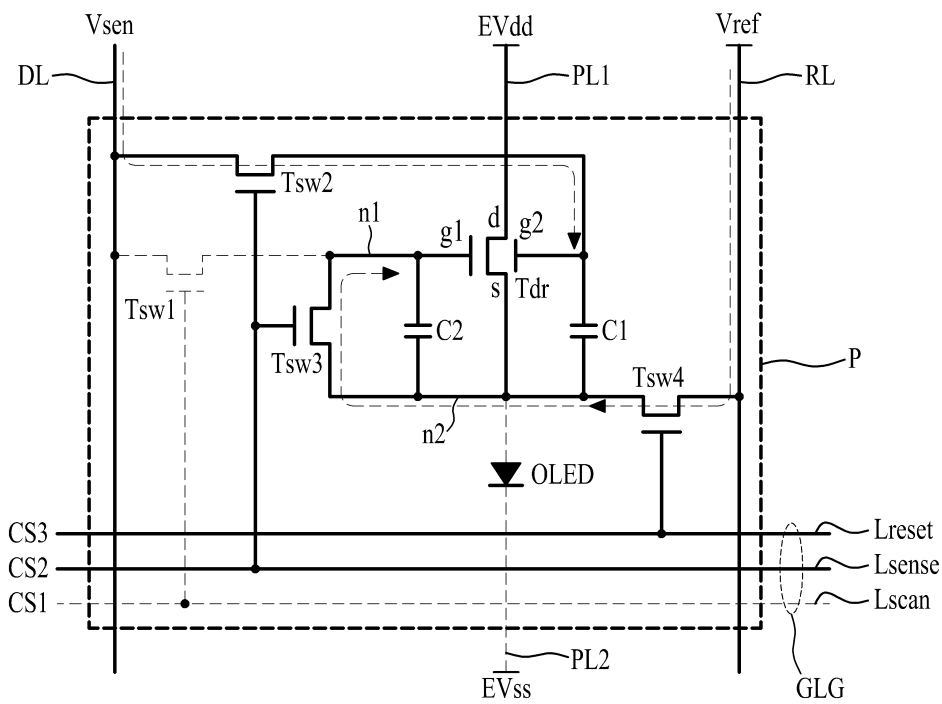 Vsen
EVdd
Vref
DL
PL1
RL
Tsw2
n1
g1
d
g2
s
Tdr
Tsw1
Tsw3
C2
C1
Tsw4
P
n2
OLED
CS3
Lreset
CS2
Lsense
CS1
Lscan
PL2
EVss
GLG